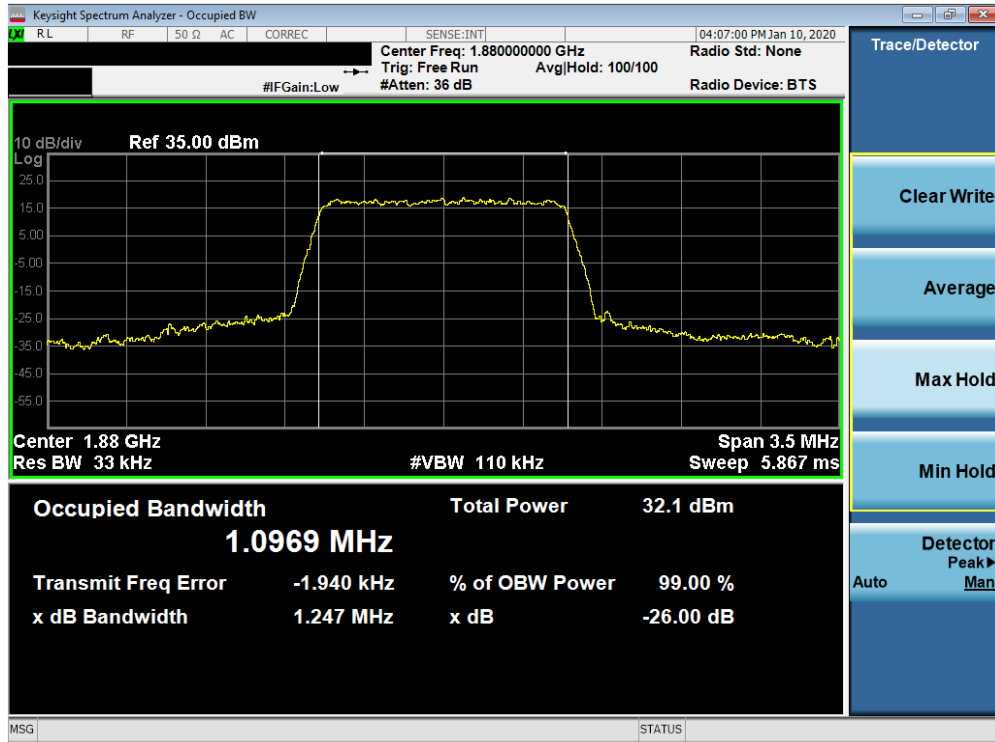 Keysight Spectrum Analyzer - Occupied BW
LXI RL RF 50 Ω AC CORREC SENSE:INT 04:07:00 PM Jan 10, 2020
Center Freq: 1.880000000 GHz Radio Std: None
Trig: Free Run Avg|Hold: 100/100
#IFGain:Low #Atten: 36 dB Radio Device: BTS
10 dB/div Ref 35.00 dBm
Log
25.0
15.0
5.00
-5.00
-15.0
-25.0
-35.0
-45.0
-55.0
Center 1.88 GHz Span 3.5 MHz
Res BW 33 kHz #VBW 110 kHz Sweep 5.867 ms
Occupied Bandwidth Total Power 32.1 dBm
1.0969 MHz
Transmit Freq Error -1.940 kHz % of OBW Power 99.00 %
x dB Bandwidth 1.247 MHz x dB -26.00 dB
MSG STATUS
Trace/Detector
Clear Write
Average
Max Hold
Min Hold
Detector
Peak▶
Auto Man